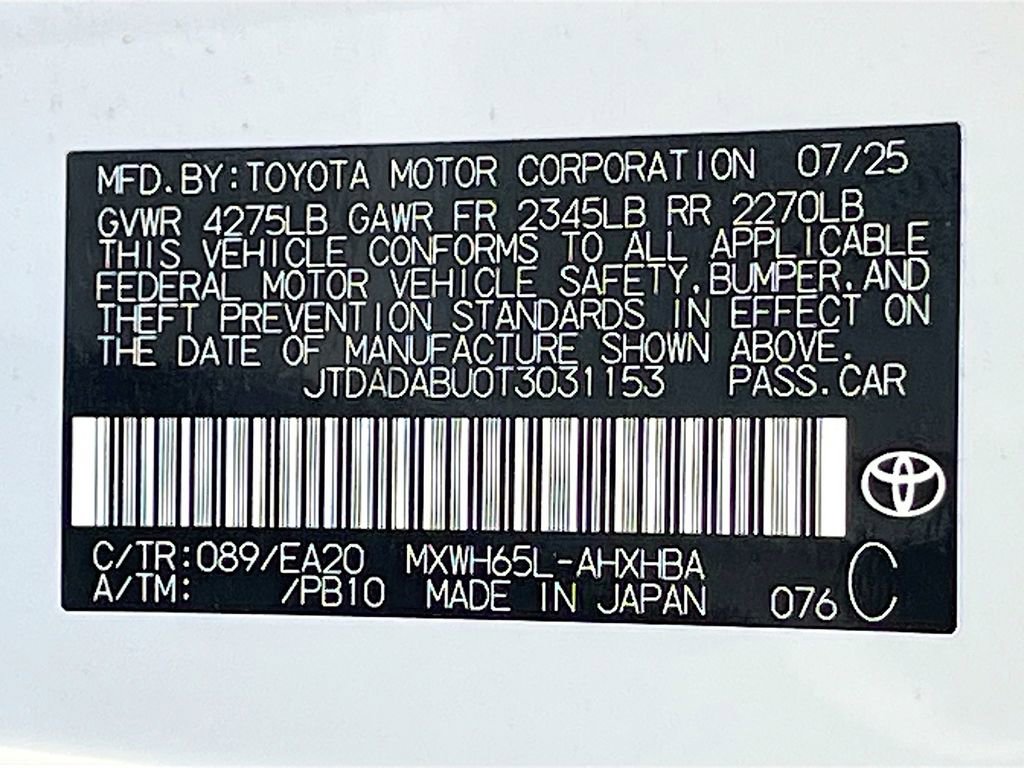 MFD.BY:TOYOTA MOTOR CORPORATION 07/25
GVWR 4275LB GAWR FR 2345LB RR 2270LB
THIS VEHICLE CONFORMS TO ALL APPLICABLE
FEDERAL MOTOR VEHICLE SAFETY,BUMPER,AND
THEFT PREVENTION STANDARDS IN EFFECT ON
THE DATE OF MANUFACTURE SHOWN ABOVE.
JTDADABU0T3031153 PASS.CAR
C/TR:089/EA20 MXWH65L-AHXHBA
A/TM: /PB10 MADE IN JAPAN 076 C